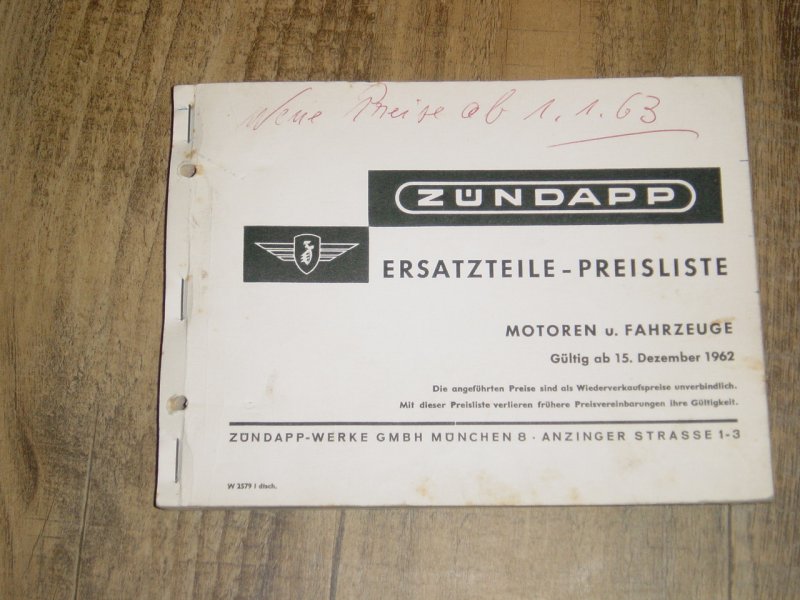 Neue Preise ab 1.1.63
ZÜNDAPP
ERSATZTEILE-PREISLISTE
MOTOREN u. FAHRZEUGE
Gültig ab 15. Dezember 1962
Die angeführten Preise sind als Wiederverkaufspreise unverbindlich.
Mit dieser Preisliste verlieren frühere Preisvereinbarungen ihre Gültigkeit.
ZÜNDAPP-WERKE GMBH MÜNCHEN 8 · ANZINGER STRASSE 1-3
W 2579 I dtsch.